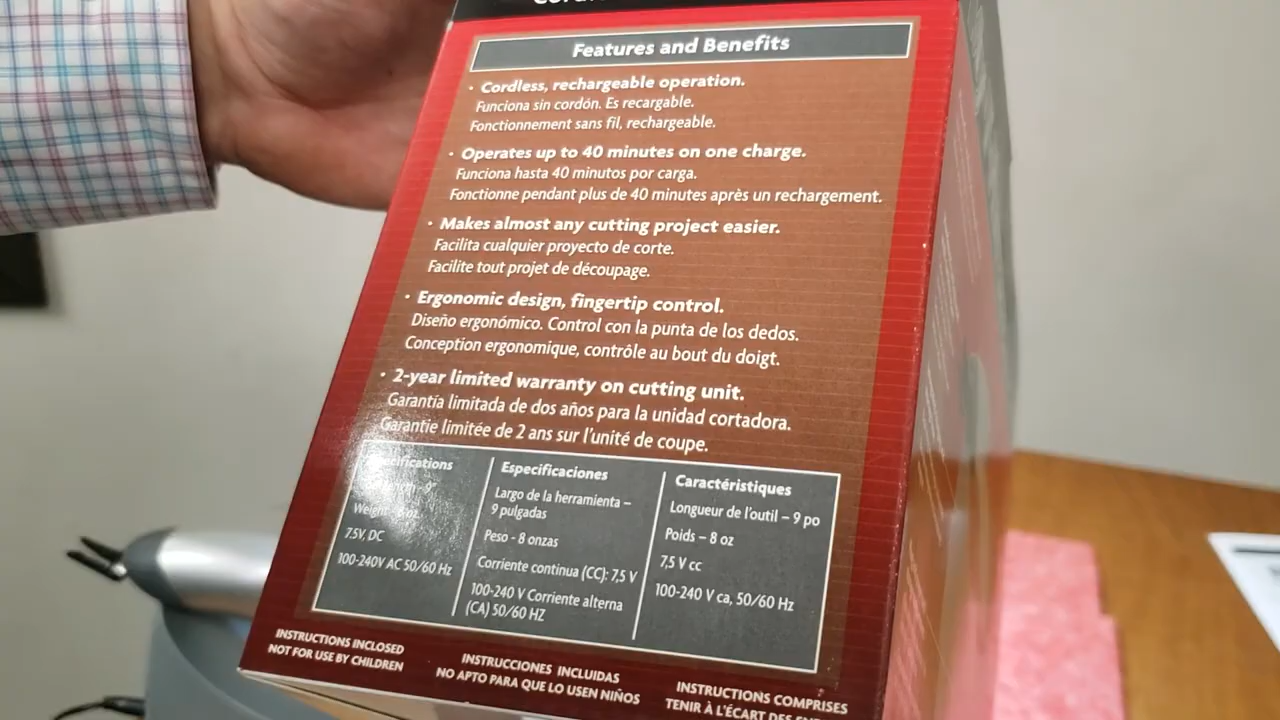 Features and Benefits
• Cordless, rechargeable operation.
Funciona sin cordón. Es recargable.
Fonctionnement sans fil, rechargeable.
• Operates up to 40 minutes on one charge.
Funciona hasta 40 minutos por carga.
Fonctionne pendant plus de 40 minutes après un rechargement.
• Makes almost any cutting project easier.
Facilita cualquier proyecto de corte.
Facilite tout projet de découpage.
• Ergonomic design, fingertip control.
Diseño ergonómico. Control con la punta de los dedos.
Conception ergonomique, contrôle au bout du doigt.
• 2-year limited warranty on cutting unit.
Garantía limitada de dos años para la unidad cortadora.
Garantie limitée de 2 ans sur l'unité de coupe.
Specifications
9"
Weight oz.
7.5V, DC
100-240V AC 50/60 Hz
Especificaciones
Largo de la herramienta –
9 pulgadas
Peso - 8 onzas
Corriente continua (CC): 7,5 V
100-240 V Corriente alterna
(CA) 50/60 HZ
Caractéristiques
Longueur de l'outil – 9 po
Poids – 8 oz
7,5 V cc
100-240 V ca, 50/60 Hz
INSTRUCTIONS INCLOSED
NOT FOR USE BY CHILDREN
INSTRUCCIONES INCLUIDAS
NO APTO PARA QUE LO USEN NIÑOS
INSTRUCTIONS COMPRISES
TENIR À L'ÉCART DES